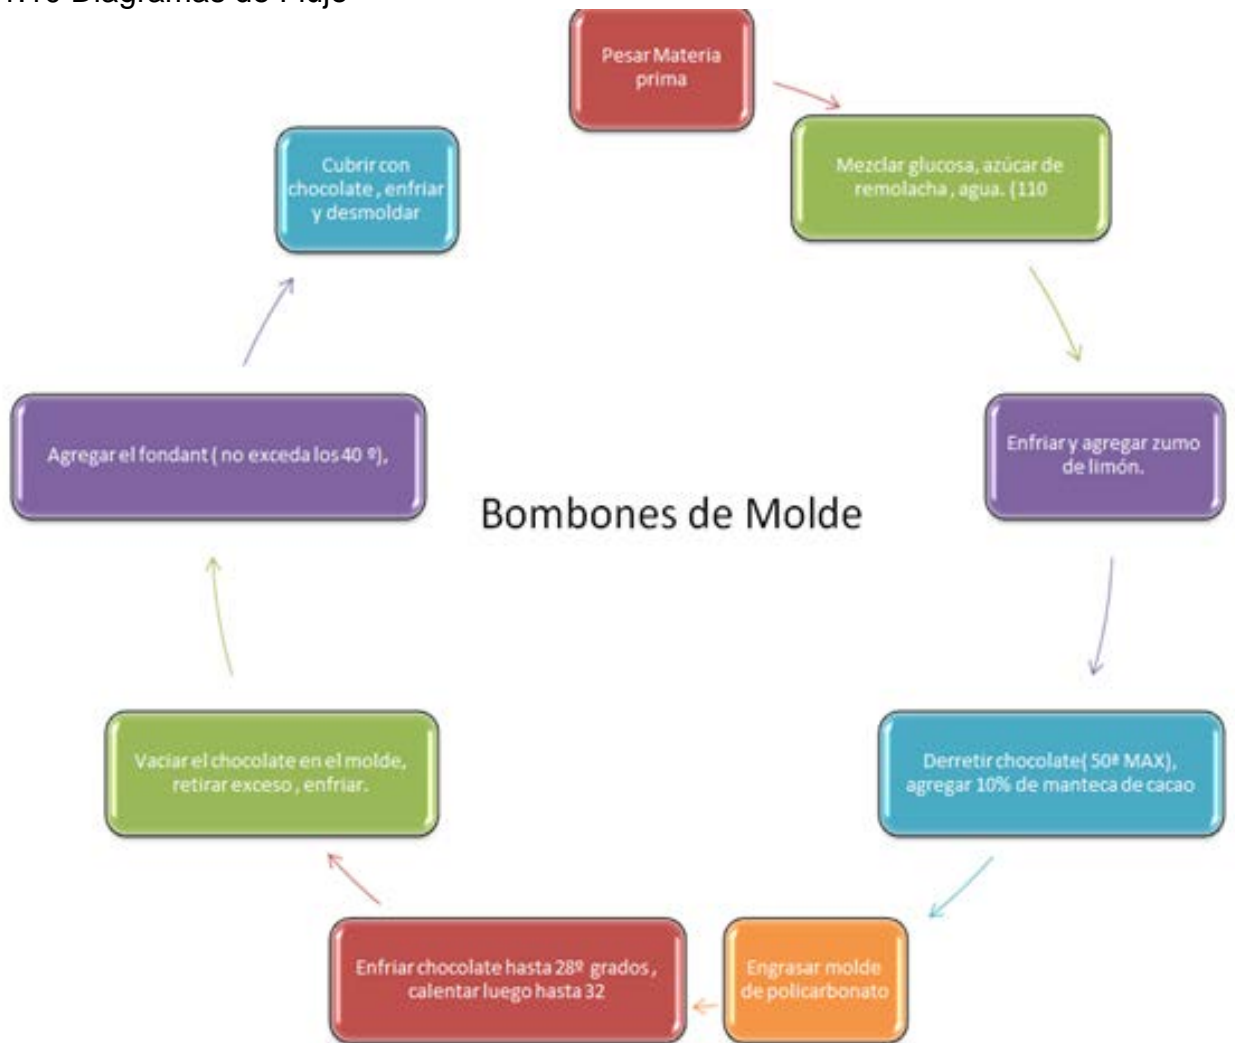 Diagramas de Flujo
Pesar Materia
prima
Mezclar glucosa, azúcar de
remolacha , agua. (110
Enfriar y agregar zumo
de limón.
Derretir chocolate( 50ª MAX),
agregar 10% de manteca de cacao
Engrasar molde
de policarbonato
Enfriar chocolate hasta 28º grados ,
calentar luego hasta 32
Vaciar el chocolate en el molde,
retirar exceso , enfriar.
Agregar el fondant ( no exceda los 40 º),
Cubrir con
chocolate , enfriar
y desmoldar
Bombones de Molde